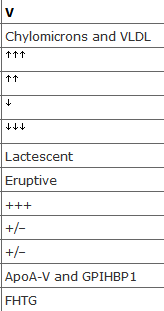 V
Chylomicrons and VLDL
↑↑↑
↑↑
↓
↓↓↓
Lactescent
Eruptive
+++
+/–
+/–
ApoA-V and GPIHBP1
FHTG